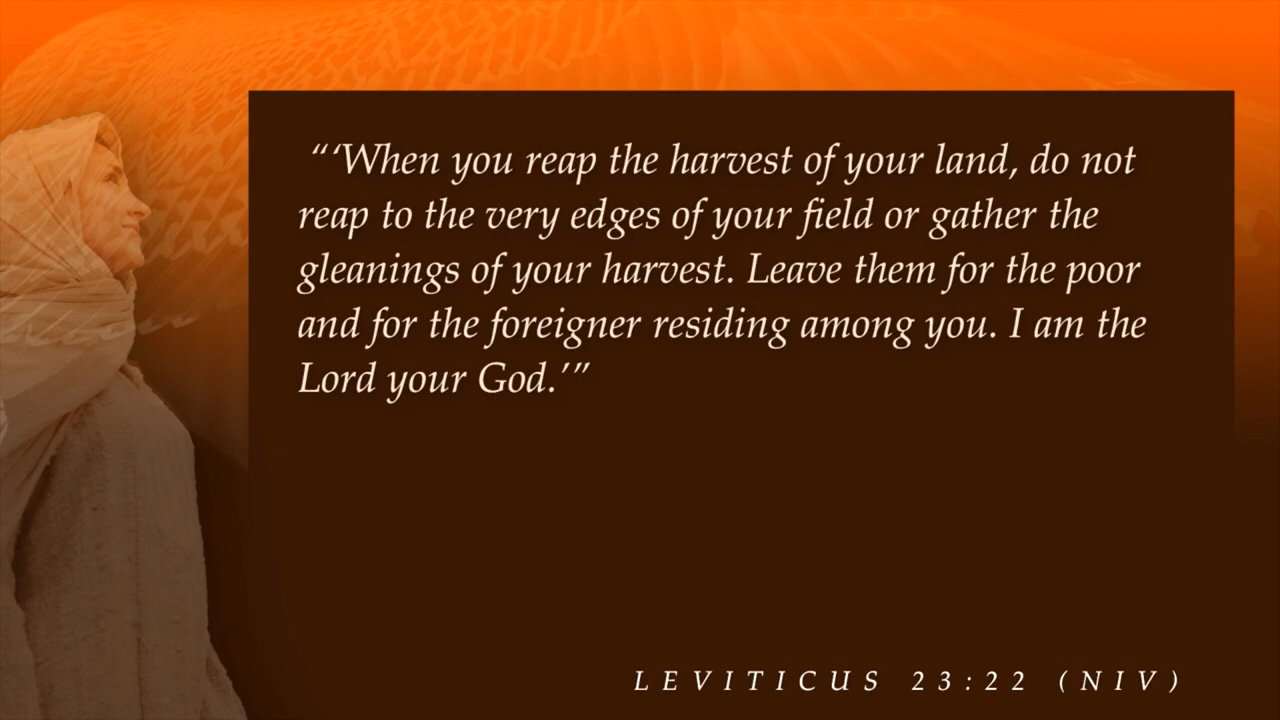 “‘When you reap the harvest of your land, do not
reap to the very edges of your field or gather the
gleanings of your harvest. Leave them for the poor
and for the foreigner residing among you. I am the
Lord your God.’”
LEVITICUS 23:22 (NIV)